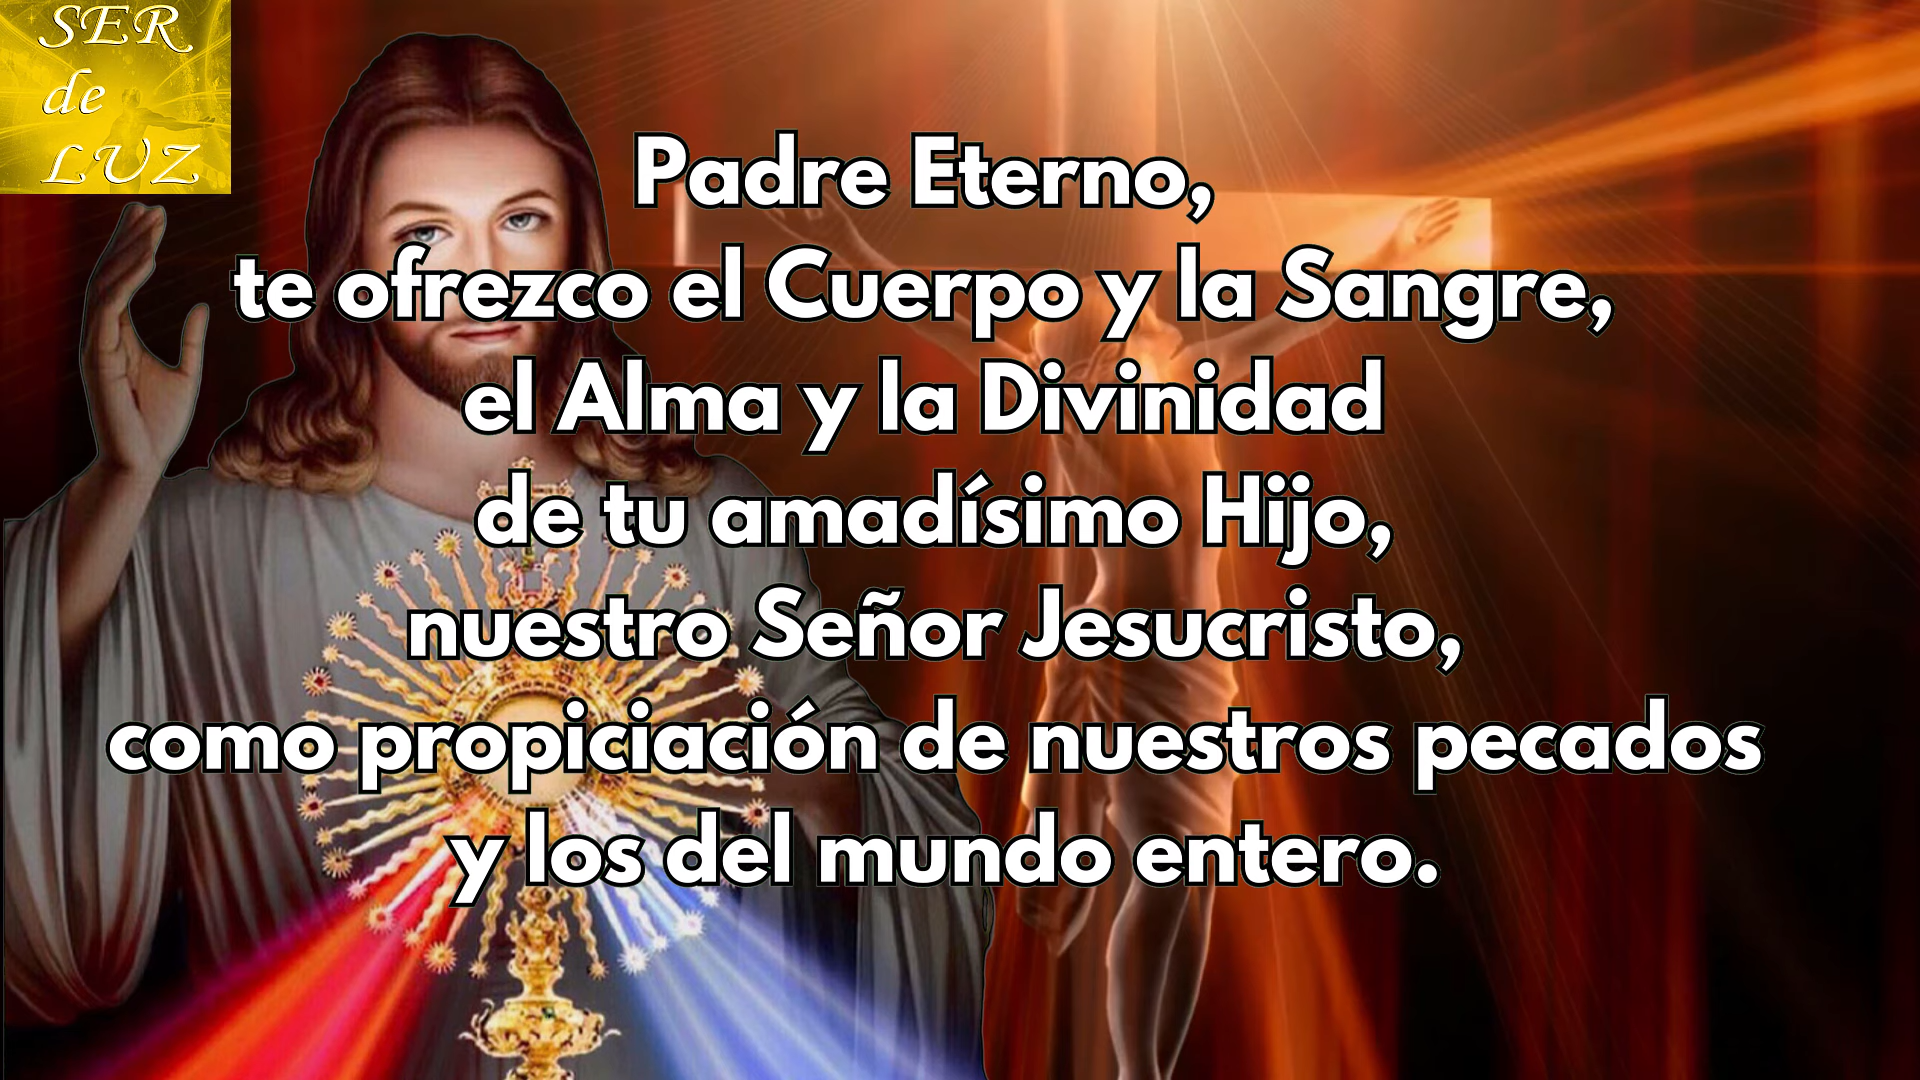 SER
de
LUZ
Padre Eterno,
te ofrezco el Cuerpo y la Sangre,
el Alma y la Divinidad
de tu amadísimo Hijo,
nuestro Señor Jesucristo,
como propiciación de nuestros pecados
y los del mundo entero.